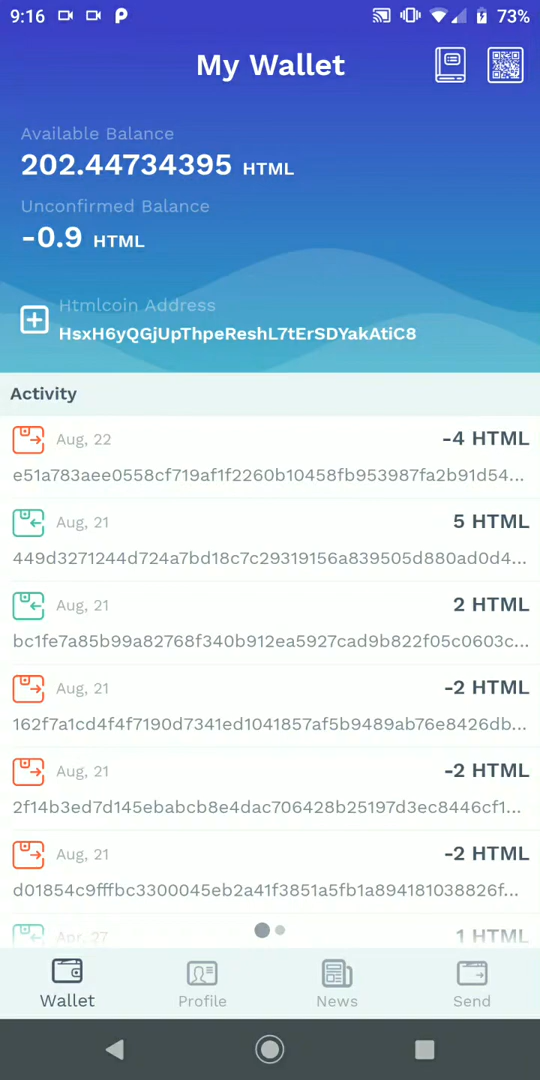 9:16
73%
My Wallet
Available Balance
202.44734395 HTML
Unconfirmed Balance
-0.9 HTML
Htmlcoin Address
HsxH6yQGjUpThpeReshL7tErSDYakAtiC8
Activity
Aug, 22
-4 HTML
e51a783aee0558cf719af1f2260b10458fb953987fa2b91d54...
Aug, 21
5 HTML
449d3271244d724a7bd18c7c29319156a839505d880ad0d4...
Aug, 21
2 HTML
bc1fe7a85b99a82768f340b912ea5927cad9b822f05c0603c...
Aug, 21
-2 HTML
162f7a1cd4f4f7190d7341ed1041857af5b9489ab76e8426db...
Aug, 21
-2 HTML
2f14b3ed7d145ebabcb8e4dac706428b25197d3ec8446cf1...
Aug, 21
-2 HTML
d01854c9fffbc3300045eb2a41f3851a5fb1a894181038826f...
Apr, 27
1 HTML
Wallet
Profile
News
Send